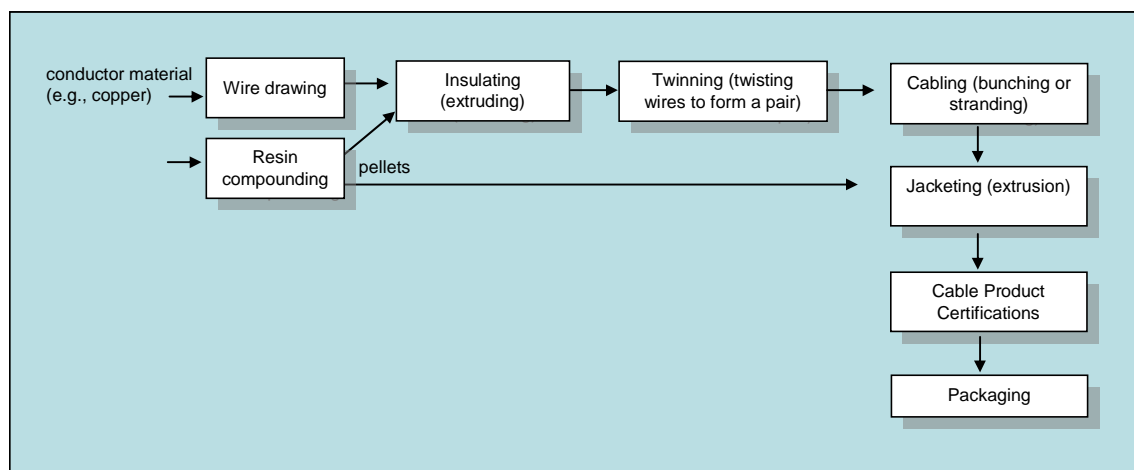 conductor material
(e.g., copper)
Wire drawing
Insulating
(extruding)
Twinning (twisting
wires to form a pair)
Cabling (bunching or
stranding)
Resin
compounding
pellets
Jacketing (extrusion)
Cable Product
Certifications
Packaging